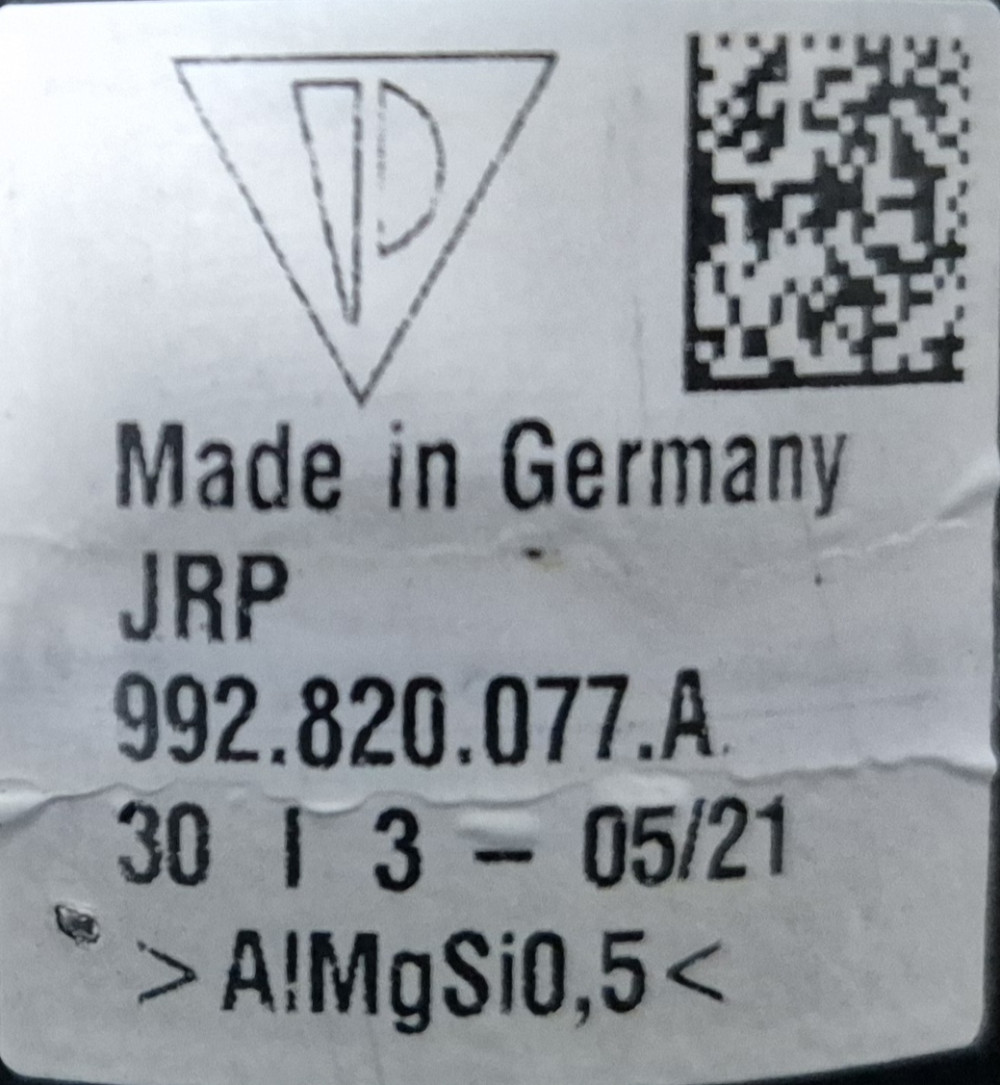 Made in Germany
JRP
992.820.077.A
30 I 3 – 05/21
>A!MgSi0,5<